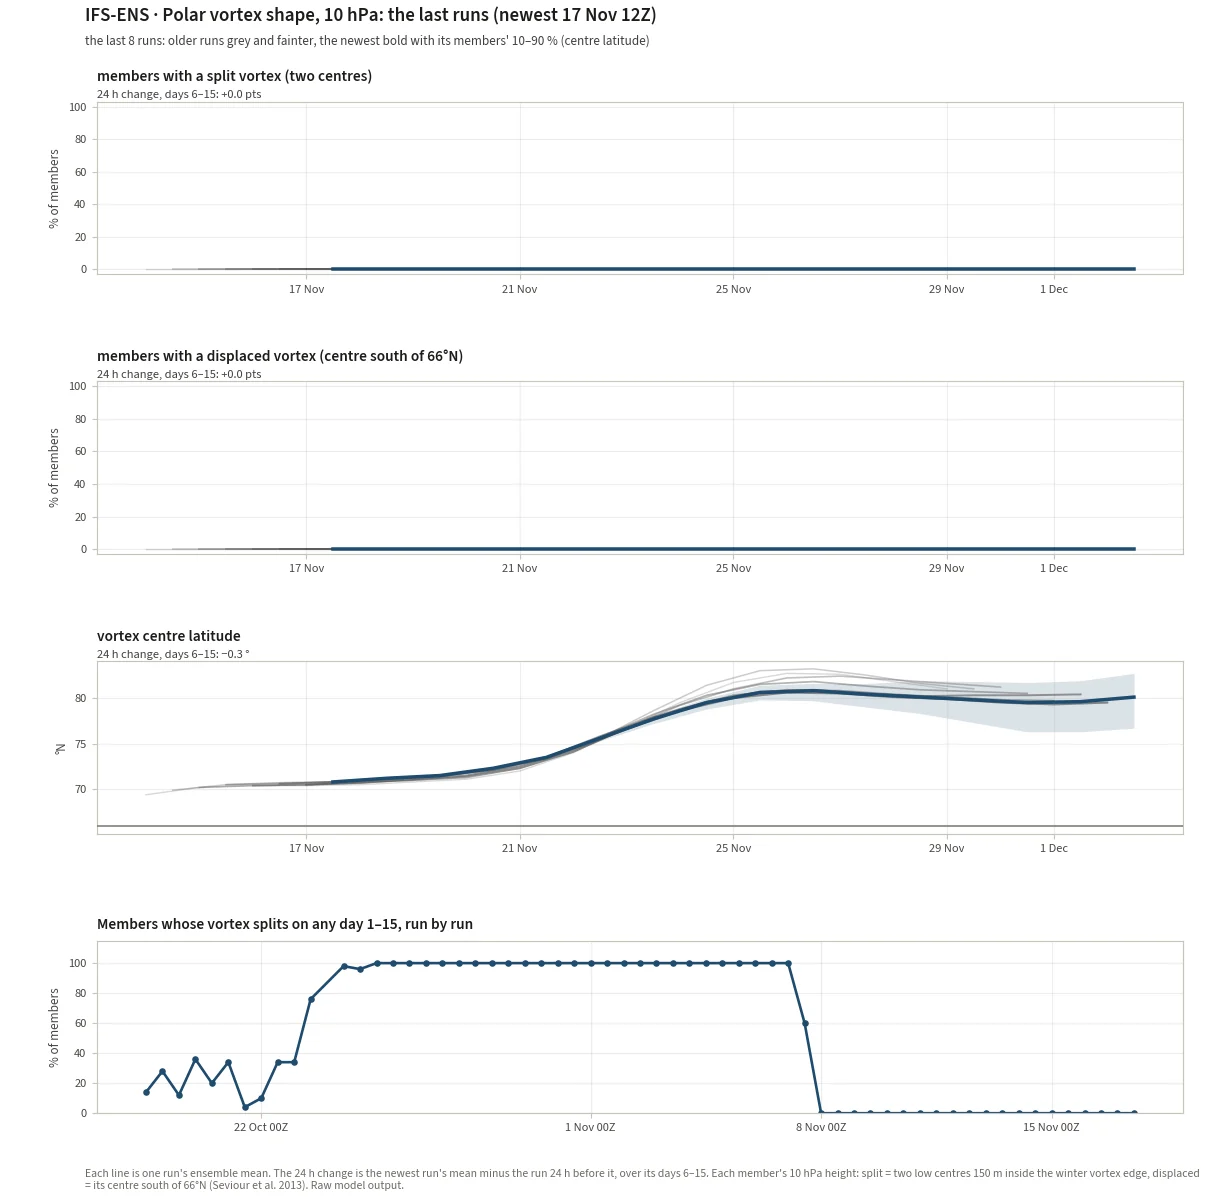 IFS-ENS · Polar vortex shape, 10 hPa: the last runs (newest 17 Nov 12Z)
the last 8 runs: older runs grey and fainter, the newest bold with its members' 10–90 % (centre latitude)
members with a split vortex (two centres)
24 h change, days 6–15: +0.0 pts
100
80
60
40
20
0
% of members
17 Nov
21 Nov
25 Nov
29 Nov
1 Dec
members with a displaced vortex (centre south of 66°N)
24 h change, days 6–15: +0.0 pts
100
80
60
40
20
0
% of members
17 Nov
21 Nov
25 Nov
29 Nov
1 Dec
vortex centre latitude
24 h change, days 6–15: −0.3 °
80
75
70
°N
17 Nov
21 Nov
25 Nov
29 Nov
1 Dec
Members whose vortex splits on any day 1–15, run by run
100
80
60
40
20
0
% of members
22 Oct 00Z
1 Nov 00Z
8 Nov 00Z
15 Nov 00Z
Each line is one run's ensemble mean. The 24 h change is the newest run's mean minus the run 24 h before it, over its days 6–15. Each member's 10 hPa height: split = two low centres 150 m inside the winter vortex edge, displaced
= its centre south of 66°N (Seviour et al. 2013). Raw model output.